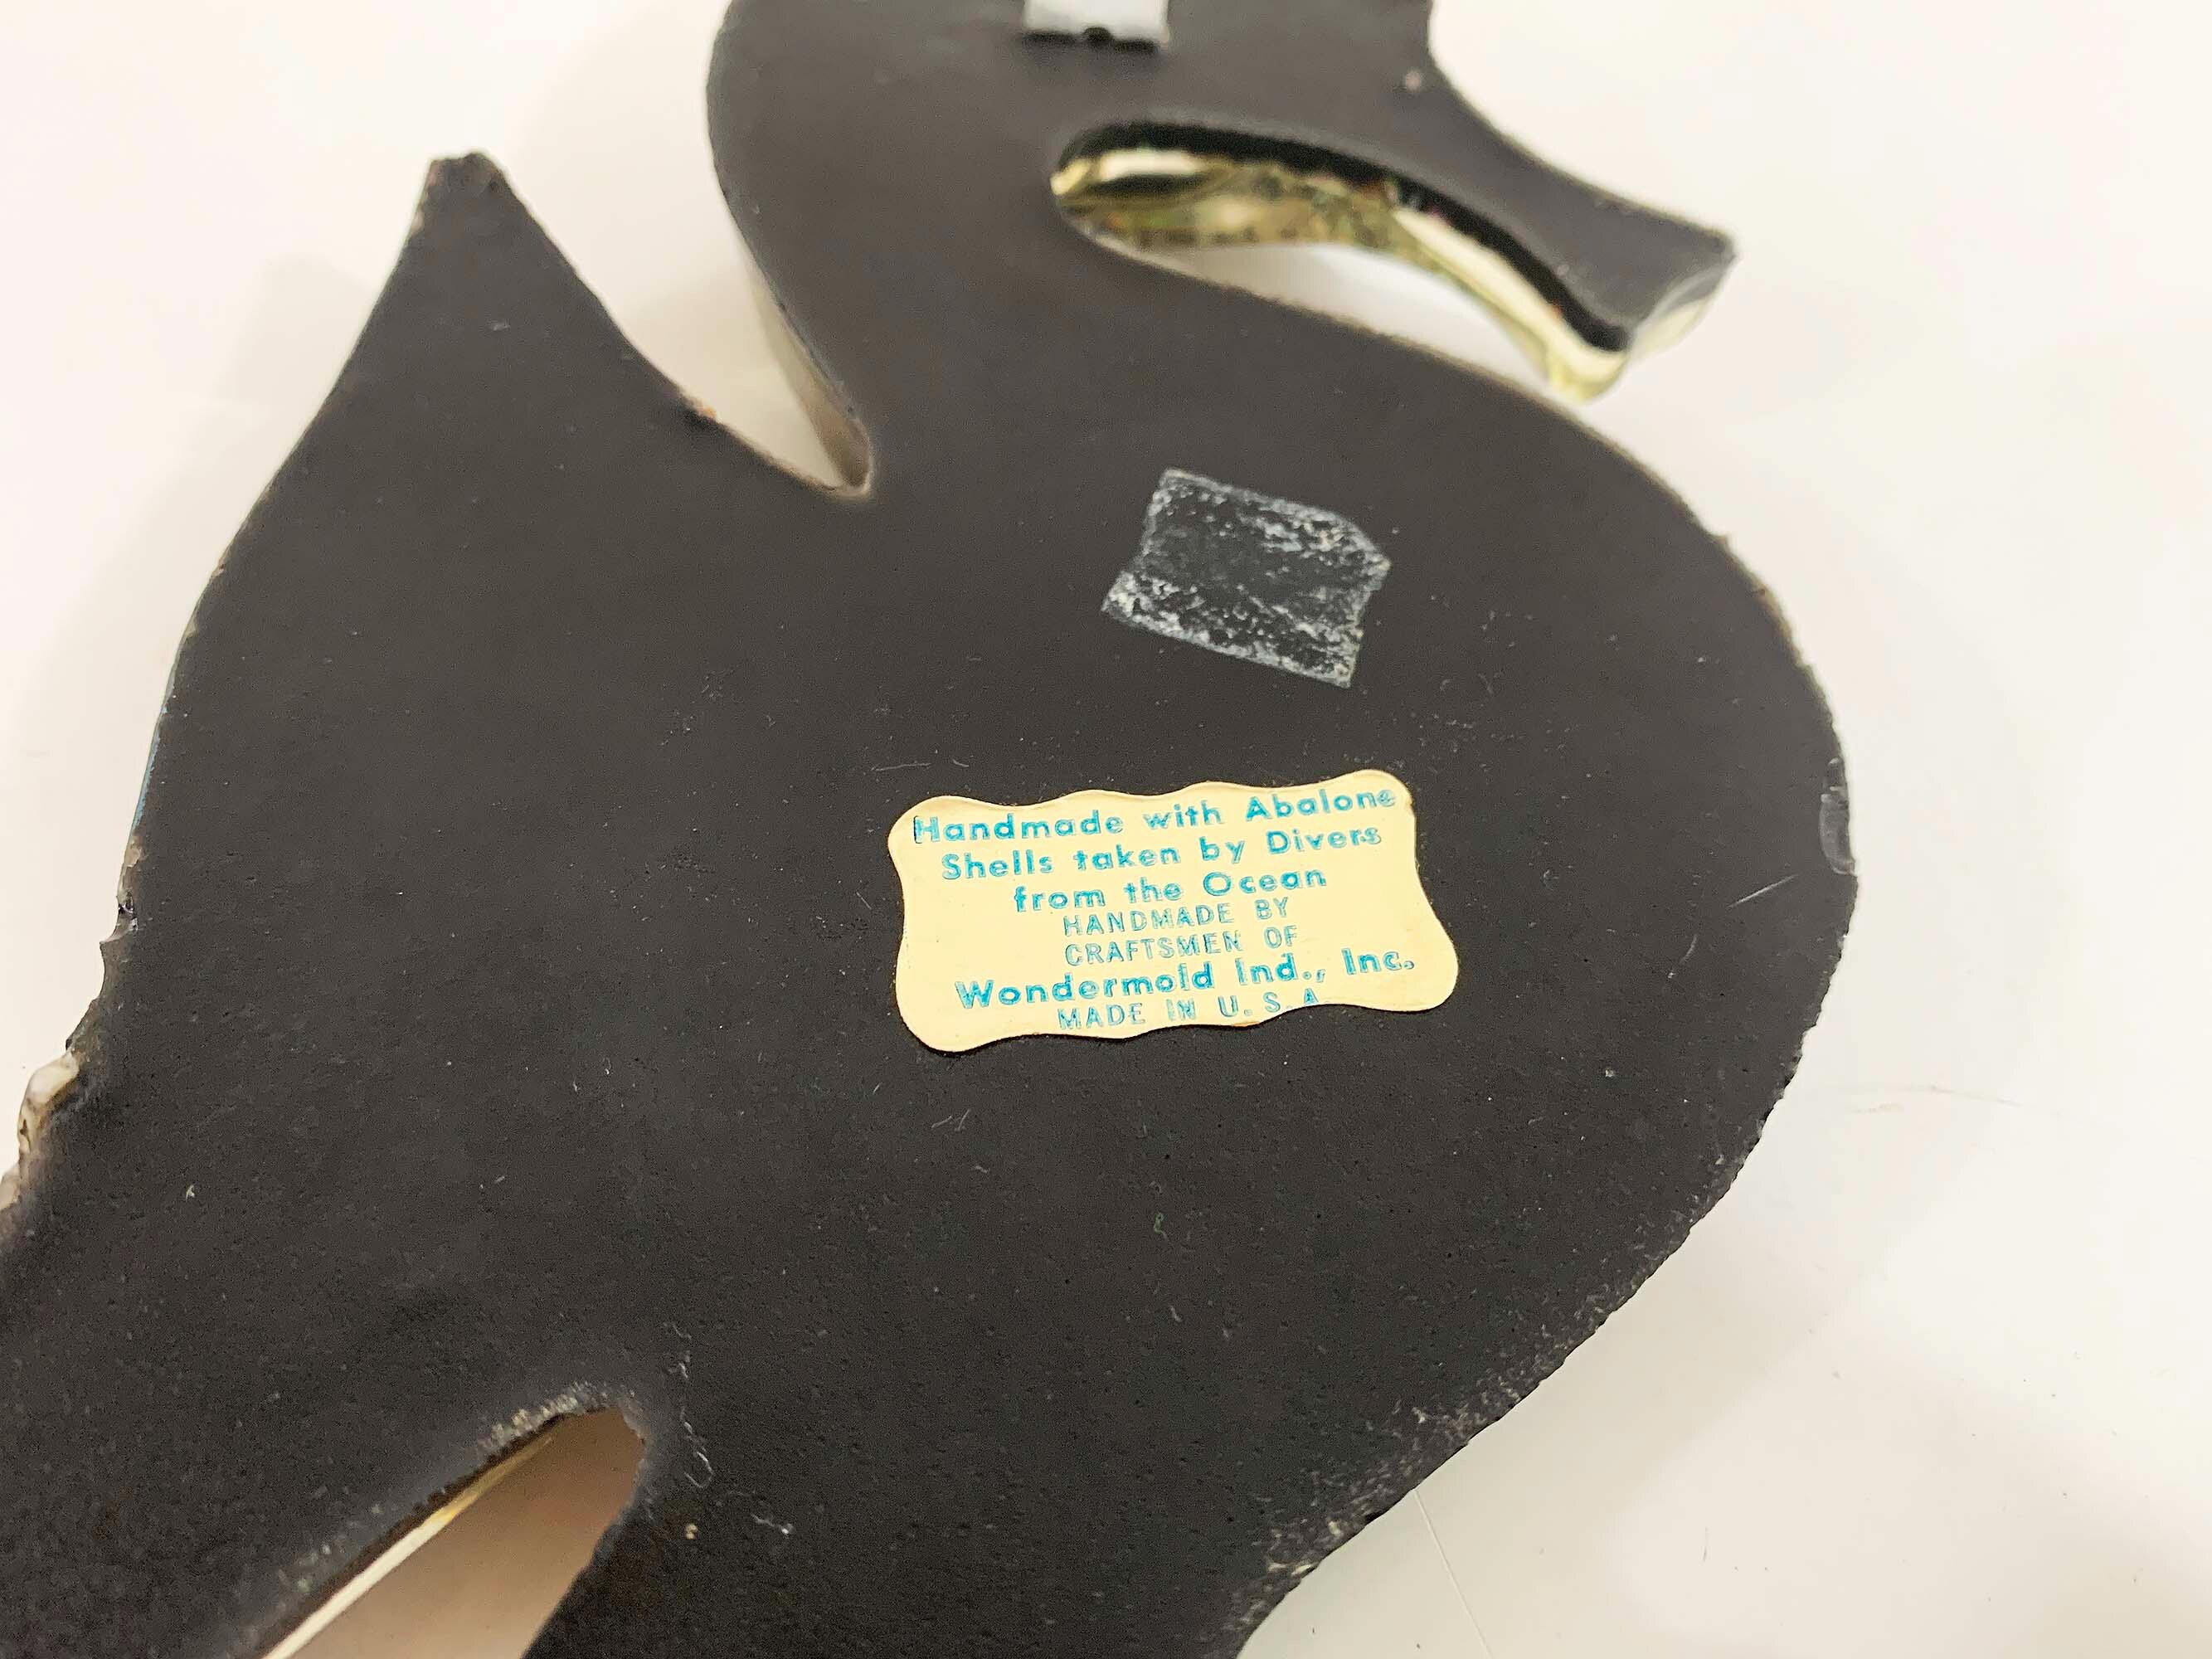 Handmade with Abalone
Shells taken by Divers
from the Ocean
HANDMADE BY
CRAFTSMEN OF
Wondermold Ind., Inc.
MADE IN U.S.A